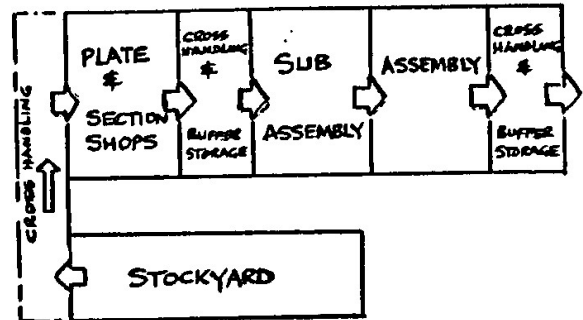 PLATE
&
SECTION
SHOPS
CROSS
HANDLING
&
BUFFER
STORAGE
SUB
ASSEMBLY
ASSEMBLY
CROSS
HANDLING
&
BUFFER
STORAGE
CROSS HANDLING
STOCKYARD